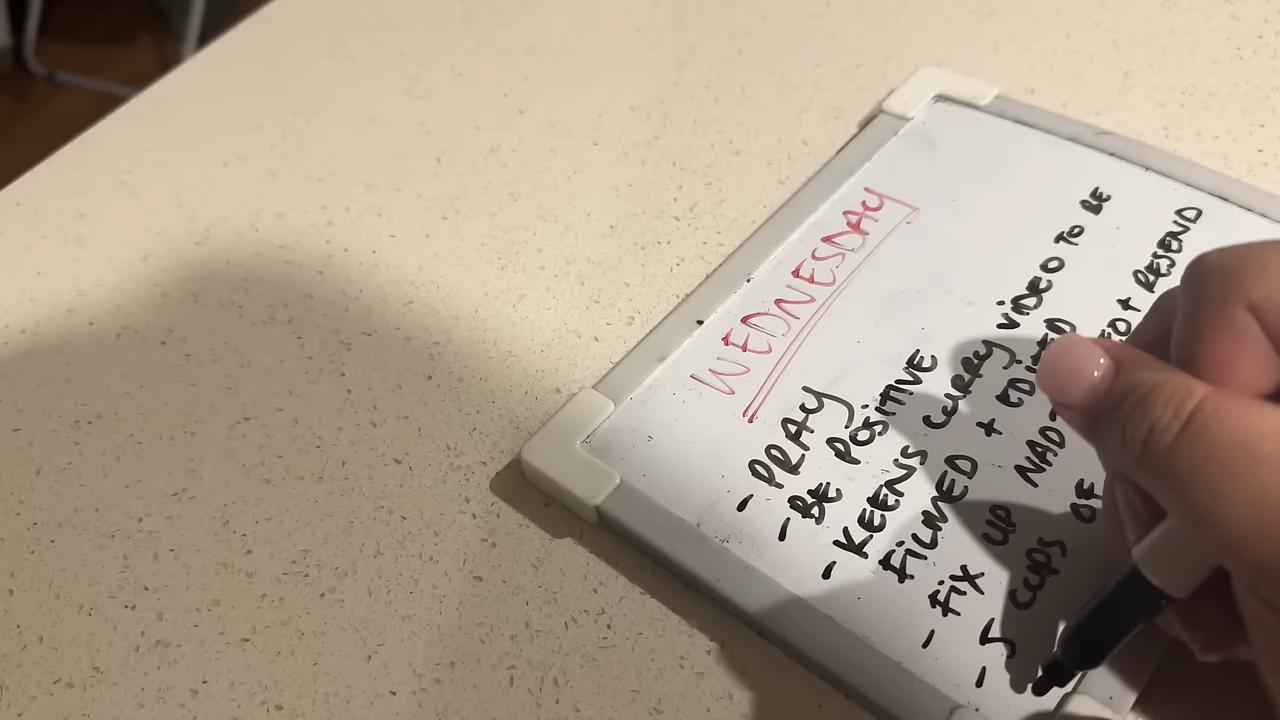 WEDNESDAY
- PRAY
- BE POSITIVE
- KEENS CURRY VIDEO TO BE
FILMED + EDITED
- FIX UP NAD + RESEND
- 5 CUPS OF